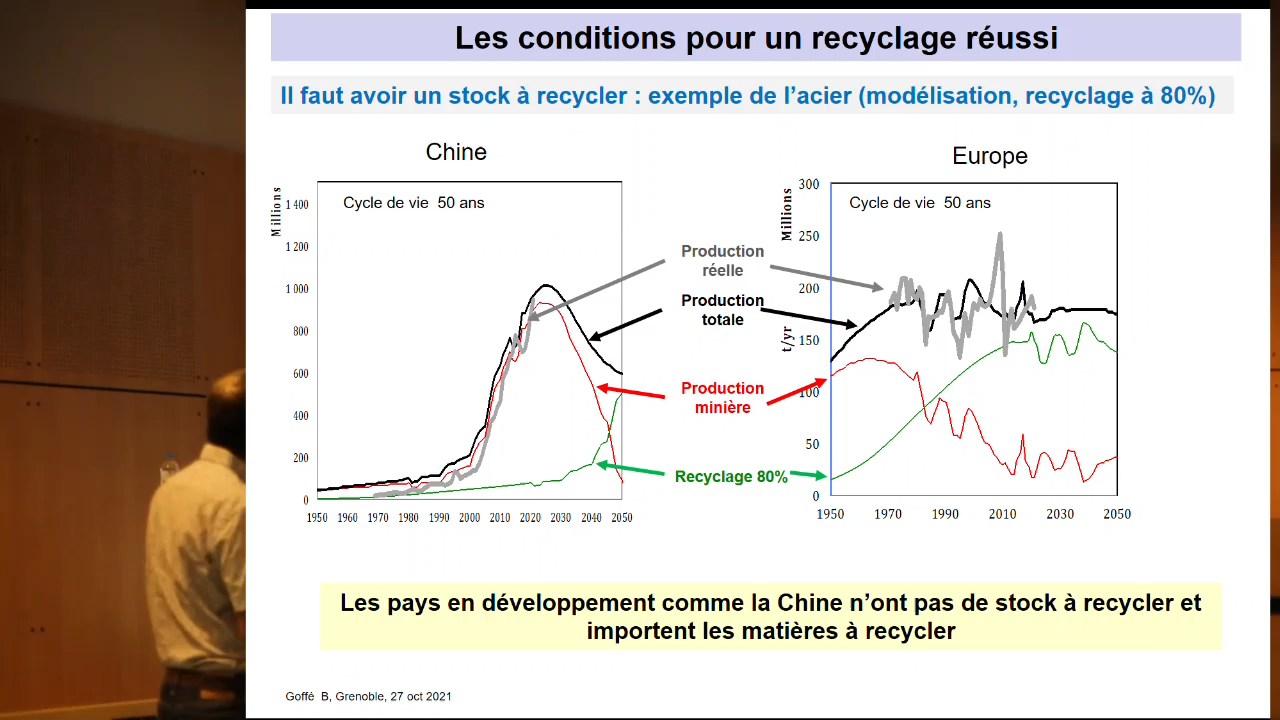 Les conditions pour un recyclage réussi
Il faut avoir un stock à recycler : exemple de l’acier (modélisation, recyclage à 80%)
Chine
Europe
Millions
1 400
1 200
1 000
800
600
400
200
0
Cycle de vie 50 ans
1950 1960 1970 1980 1990 2000 2010 2020 2030 2040 2050
Production
réelle
Production
totale
Production
minière
Recyclage 80%
Millions
t/yr
300
250
200
150
100
50
0
Cycle de vie 50 ans
1950 1970 1990 2010 2030 2050
Les pays en développement comme la Chine n’ont pas de stock à recycler et
importent les matières à recycler
Goffé B, Grenoble, 27 oct 2021